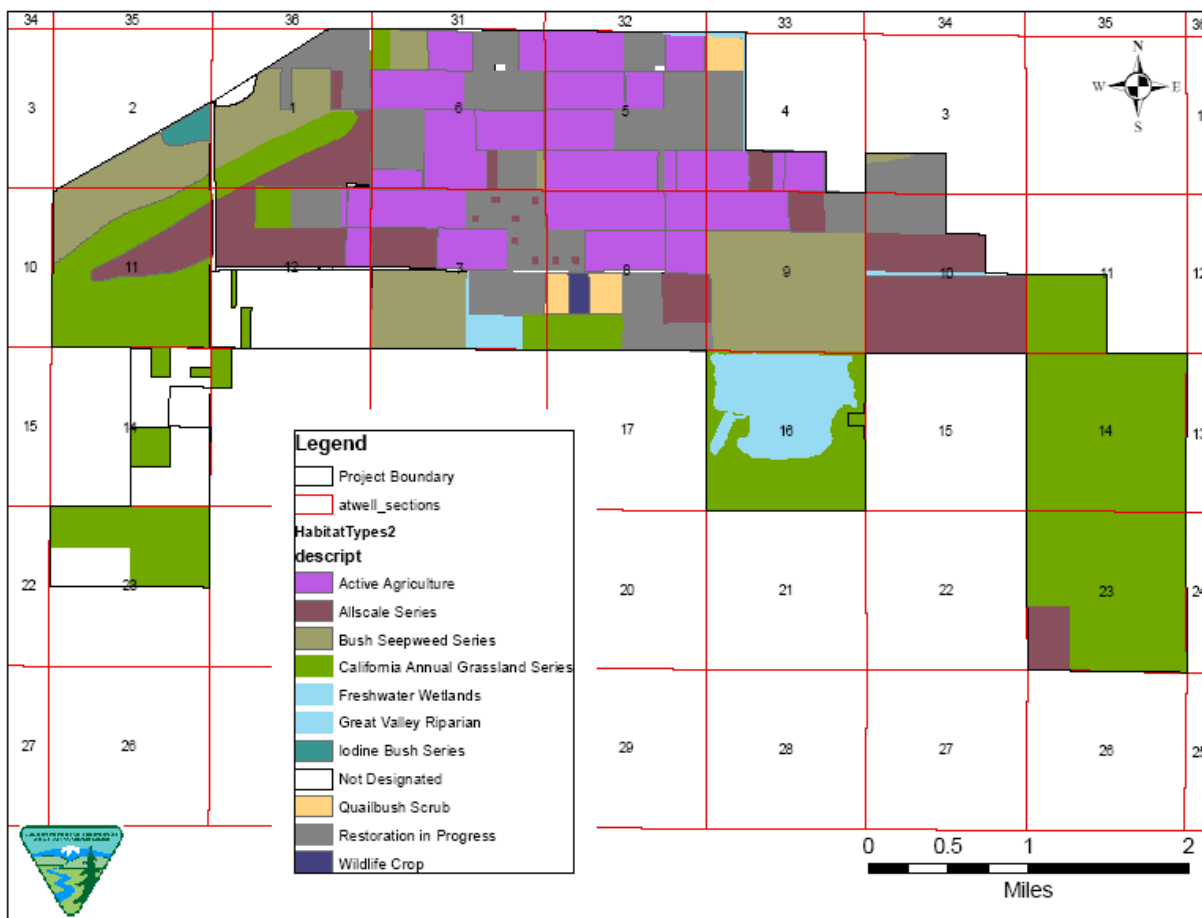 34 35 36 31 32 33 34 35 36
N
W E
S
3 2 1 6 5 4 3
10 11 12 7 8 9 10 11 12
15 14 17 16 15 14 13
22 23 20 21 22 23 24
27 26 29 28 27 26 25
Legend
Project Boundary
atwell_sections
HabitatTypes2
descript
Active Agriculture
Allscale Series
Bush Seepweed Series
California Annual Grassland Series
Freshwater Wetlands
Great Valley Riparian
Iodine Bush Series
Not Designated
Quailbush Scrub
Restoration in Progress
Wildlife Crop
0 0.5 1 2
Miles